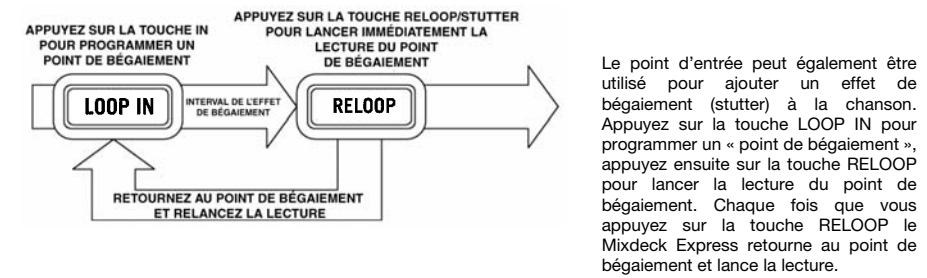 APPUYEZ SUR LA TOUCHE IN
POUR PROGRAMMER UN
POINT DE BÉGAIEMENT
APPUYEZ SUR LA TOUCHE RELOOP/STUTTER
POUR LANCER IMMÉDIATEMENT LA
LECTURE DU POINT
DE BÉGAIEMENT
LOOP IN
INTERVAL DE L'EFFET
DE BÉGAIEMENT
RELOOP
RETOURNEZ AU POINT DE BÉGAIEMENT
ET RELANCEZ LA LECTURE
Le point d'entrée peut également être
utilisé pour ajouter un effet de
bégaiement (stutter) à la chanson.
Appuyez sur la touche LOOP IN pour
programmer un « point de bégaiement »,
appuyez ensuite sur la touche RELOOP
pour lancer la lecture du point de
bégaiement. Chaque fois que vous
appuyez sur la touche RELOOP le
Mixdeck Express retourne au point de
bégaiement et lance la lecture.